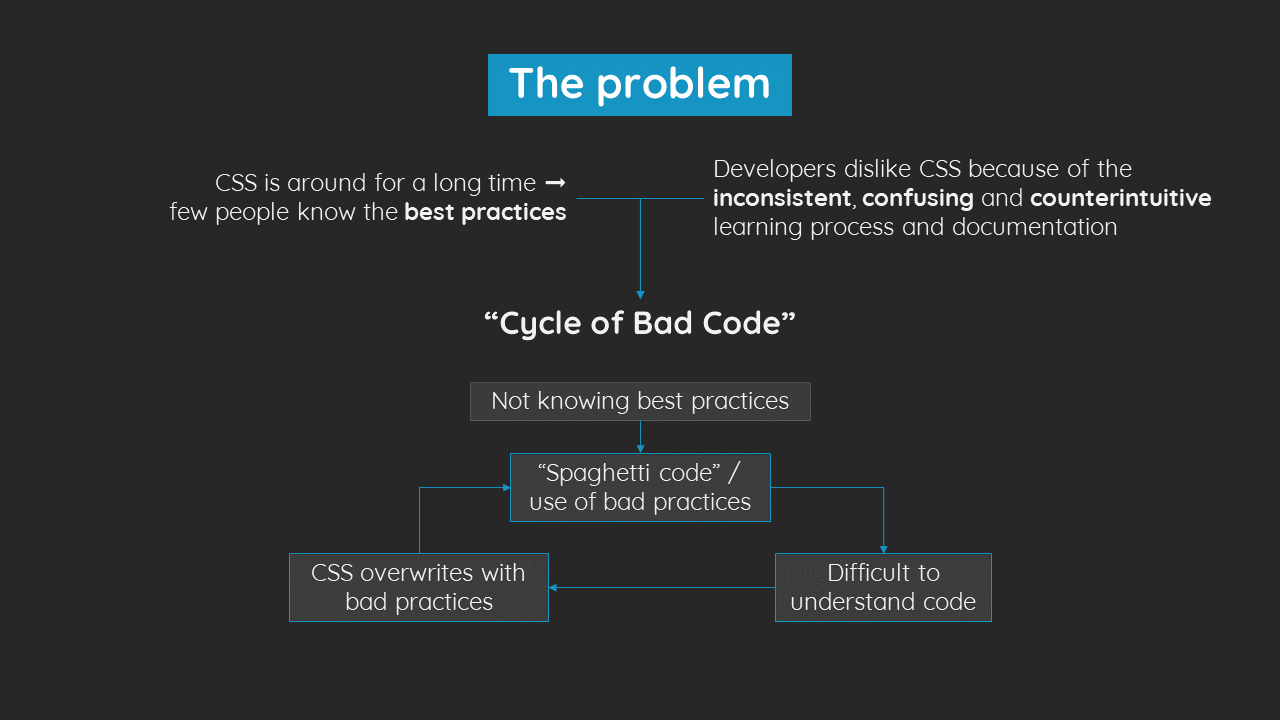 The problem
CSS is around for a long time ➞
few people know the best practices
Developers dislike CSS because of the
inconsistent, confusing and counterintuitive
learning process and documentation
“Cycle of Bad Code”
Not knowing best practices
“Spaghetti code” /
use of bad practices
CSS overwrites with
bad practices
Difficult to
understand code